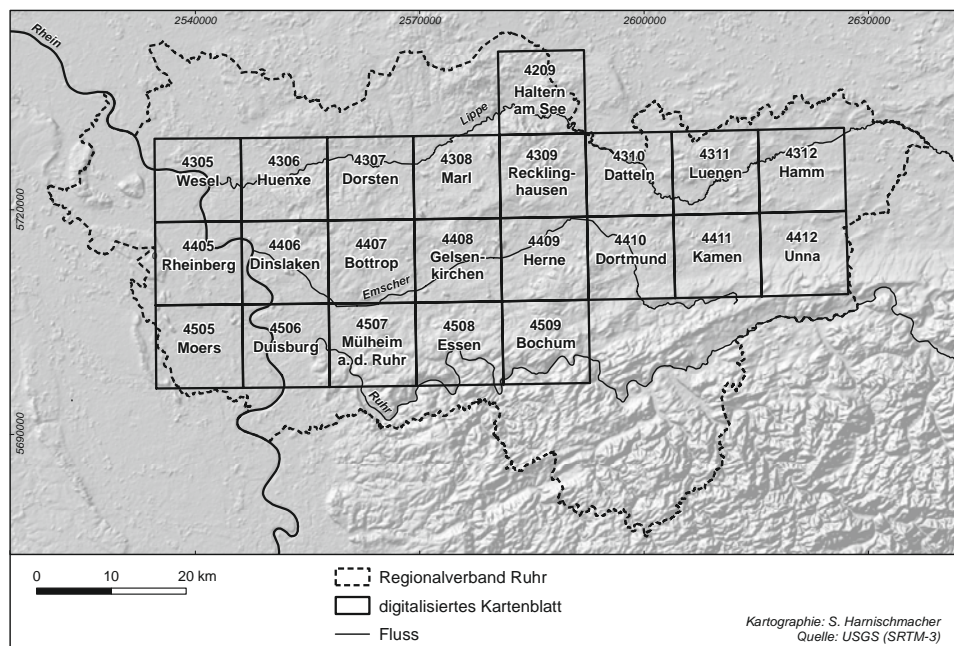 2540000
2570000
2600000
2630000
5720000
5690000
Rhein
Lippe
Emscher
Ruhr
4209
Haltern
am See
4305
Wesel
4306
Huenxe
4307
Dorsten
4308
Marl
4309
Reckling-
hausen
4310
Datteln
4311
Luenen
4312
Hamm
4405
Rheinberg
4406
Dinslaken
4407
Bottrop
4408
Gelsen-
kirchen
4409
Herne
4410
Dortmund
4411
Kamen
4412
Unna
4505
Moers
4506
Duisburg
4507
Mülheim
a. d. Ruhr
4508
Essen
4509
Bochum
0 10 20 km
Regionalverband Ruhr
digitalisiertes Kartenblatt
Fluss
Kartographie: S. Harnischmacher
Quelle: USGS (SRTM-3)